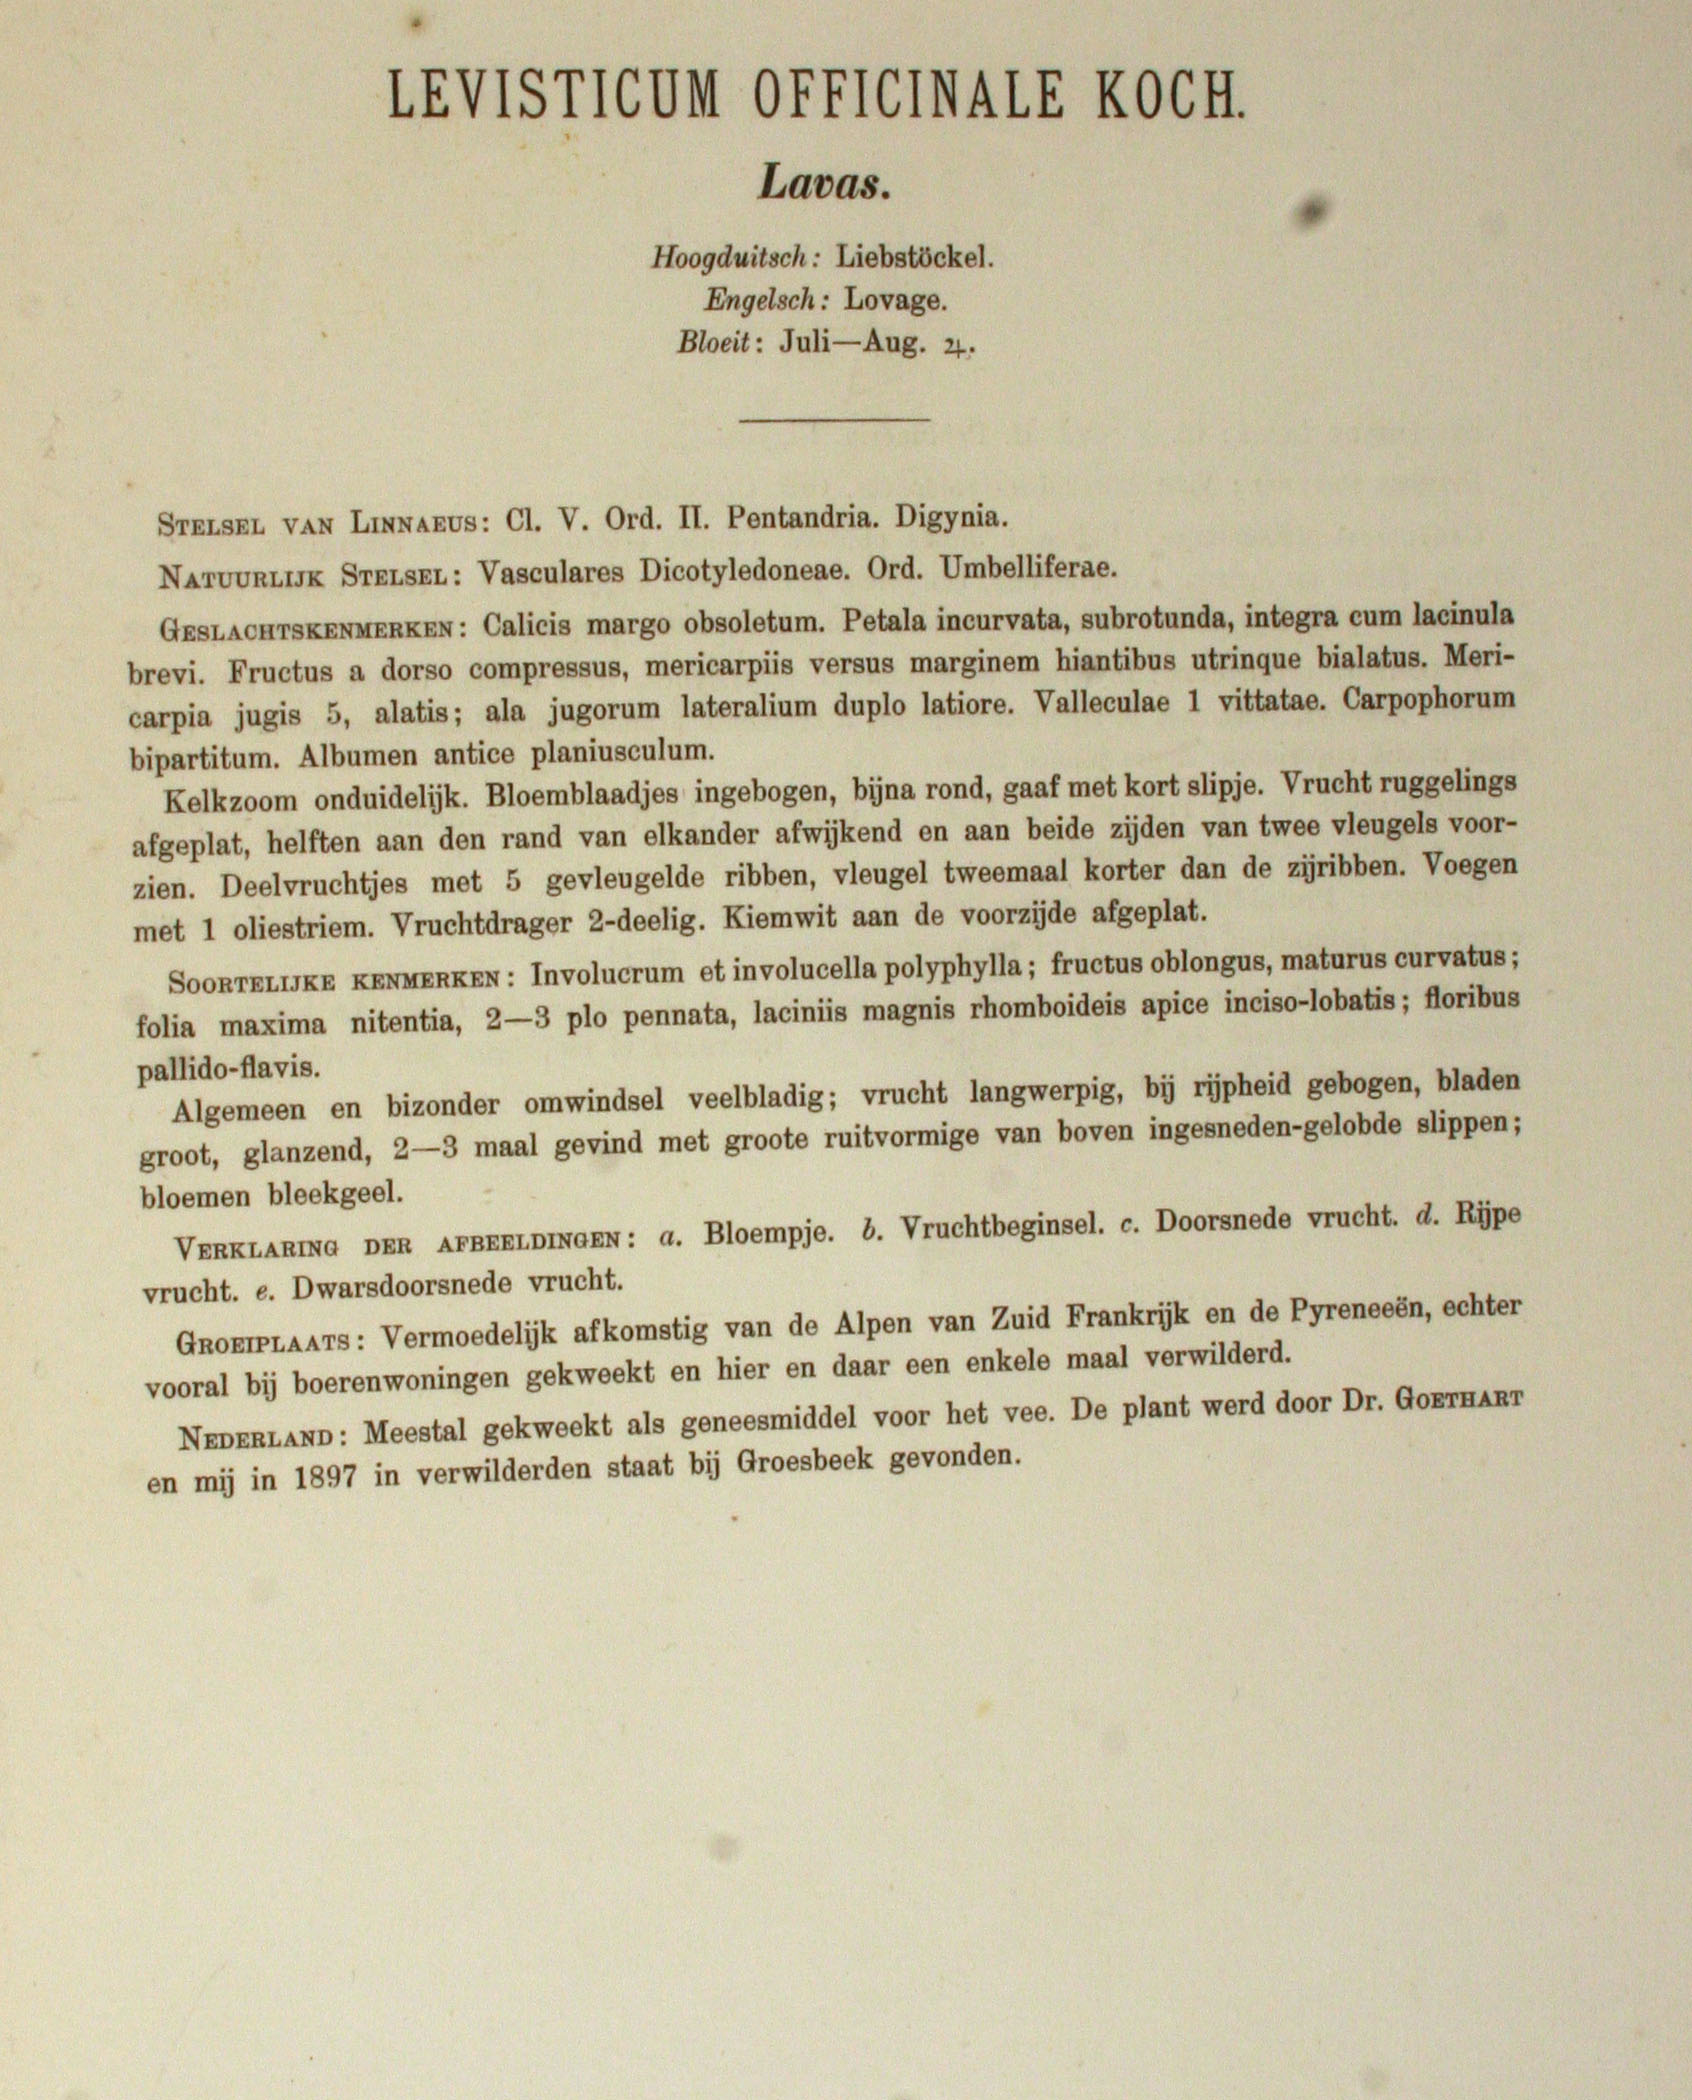 LEVISTICUM OFFICINALE KOCH.
Lavas.
Hoogduitsch: Liebstöckel.
Engelsch: Lovage.
Bloeit: Juli—Aug. ♃.
STELSEL VAN LINNAEUS: Cl. V. Ord. II. Pentandria. Digynia.
NATUURLIJK STELSEL: Vasculares Dicotyledoneae. Ord. Umbelliferae.
GESLACHTSKENMERKEN: Calicis margo obsoletum. Petala incurvata, subrotunda, integra cum lacinula
brevi. Fructus a dorso compressus, mericarpiis versus marginem hiantibus utrinque bialatus. Meri-
carpia jugis 5, alatis; ala jugorum lateralium duplo latiore. Valleculae 1 vittatae. Carpophorum
bipartitum. Albumen antice planiusculum.
Kelkzoom onduidelijk. Bloemblaadjes ingebogen, bijna rond, gaaf met kort slipje. Vrucht ruggelings
afgeplat, helften aan den rand van elkander afwijkend en aan beide zijden van twee vleugels voor-
zien. Deelvruchtjes met 5 gevleugelde ribben, vleugel tweemaal korter dan de zijribben. Voegen
met 1 oliestriem. Vruchtdrager 2-deelig. Kiemwit aan de voorzijde afgeplat.
SOORTELIJKE KENMERKEN: Involucrum et involucella polyphylla; fructus oblongus, maturus curvatus;
folia maxima nitentia, 2—3 plo pennata, laciniis magnis rhomboideis apice inciso-lobatis; floribus
pallido-flavis.
Algemeen en bizonder omwindsel veelbladig; vrucht langwerpig, bij rijpheid gebogen, bladen
groot, glanzend, 2—3 maal gevind met groote ruitvormige van boven ingesneden-gelobde slippen;
bloemen bleekgeel.
VERKLARING DER AFBEELDINGEN: a. Bloempje. b. Vruchtbeginsel. c. Doorsnede vrucht. d. Rijpe
vrucht. e. Dwarsdoorsnede vrucht.
GROEIPLAATS: Vermoedelijk afkomstig van de Alpen van Zuid Frankrijk en de Pyreneeën, echter
vooral bij boerenwoningen gekweekt en hier en daar een enkele maal verwilderd.
NEDERLAND: Meestal gekweekt als geneesmiddel voor het vee. De plant werd door Dr. GOETHART
en mij in 1897 in verwilderden staat bij Groesbeek gevonden.